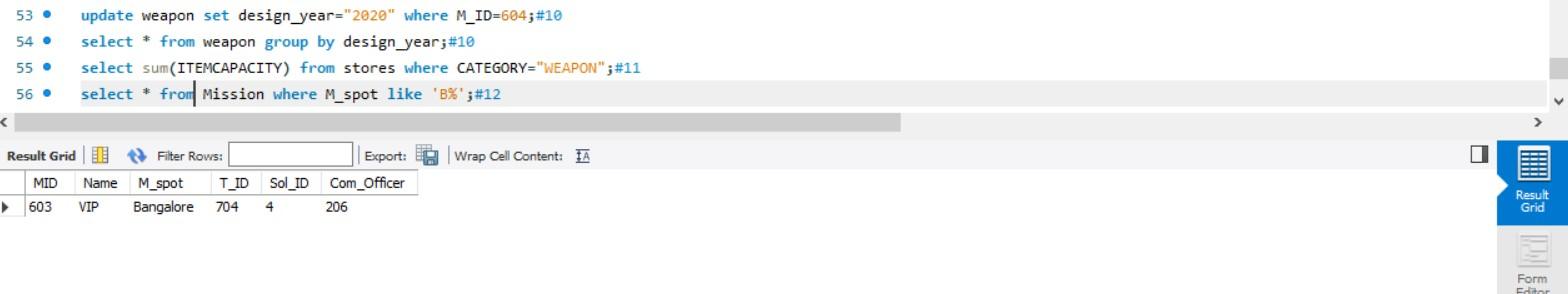 53 update weapon set design_year="2020" where M_ID=604;#10
54 select * from weapon group by design_year;#10
55 select sum(ITEMCAPACITY) from stores where CATEGORY="WEAPON";#11
56 select * from Mission where M_spot like 'B%';#12
Result Grid Filter Rows: Export: Wrap Cell Content:
MID Name M_spot T_ID Sol_ID Com_Officer
603 VIP Bangalore 704 4 206
Result
Grid
Form
Editor